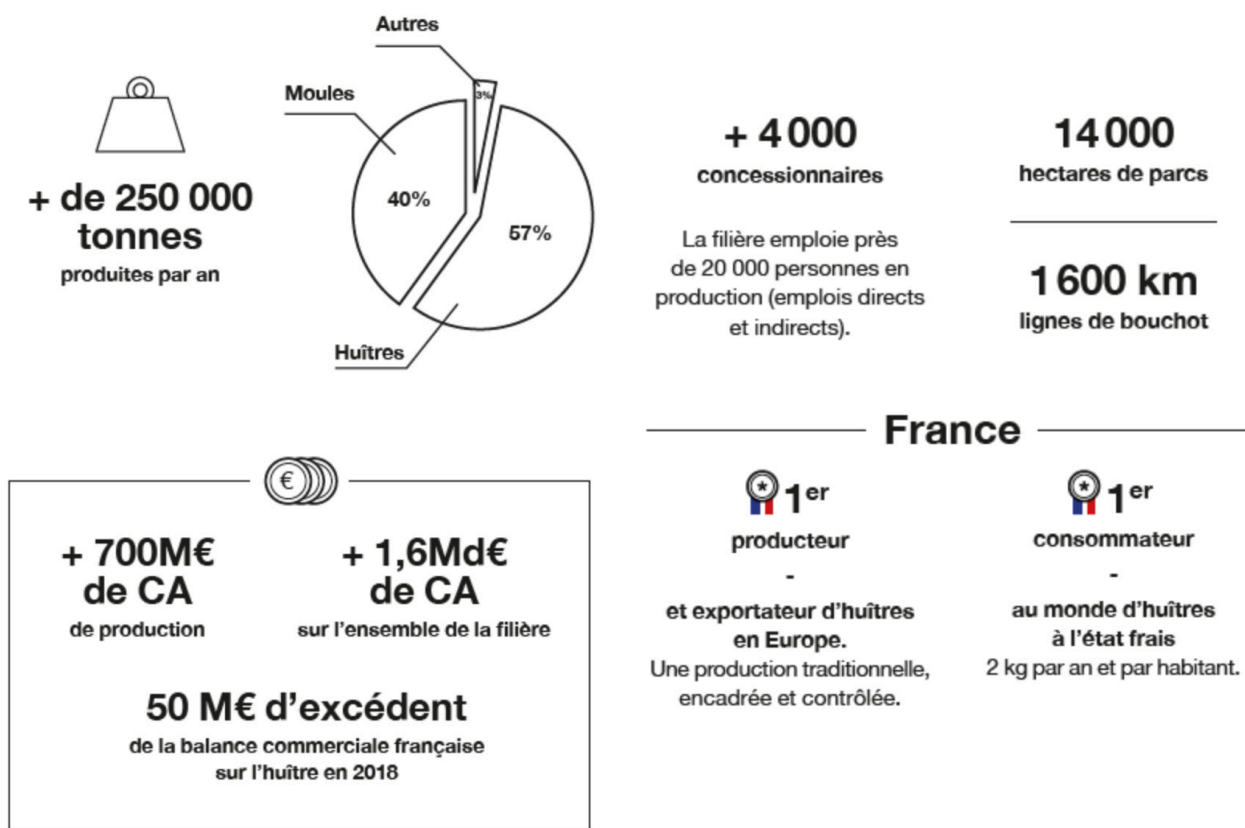 + de 250 000
tonnes
produites par an
Autres
3%
Moules
40%
57%
Huîtres
+ 4 000
concessionnaires
La filière emploie près
de 20 000 personnes en
production (emplois directs
et indirects).
14 000
hectares de parcs
1 600 km
lignes de bouchot
€
+ 700M€
de CA
de production
+ 1,6Md€
de CA
sur l'ensemble de la filière
50 M€ d'excédent
de la balance commerciale française
sur l'huître en 2018
France
1er
producteur
-
et exportateur d'huîtres
en Europe.
Une production traditionnelle,
encadrée et contrôlée.
1er
consommateur
-
au monde d'huîtres
à l'état frais
2 kg par an et par habitant.